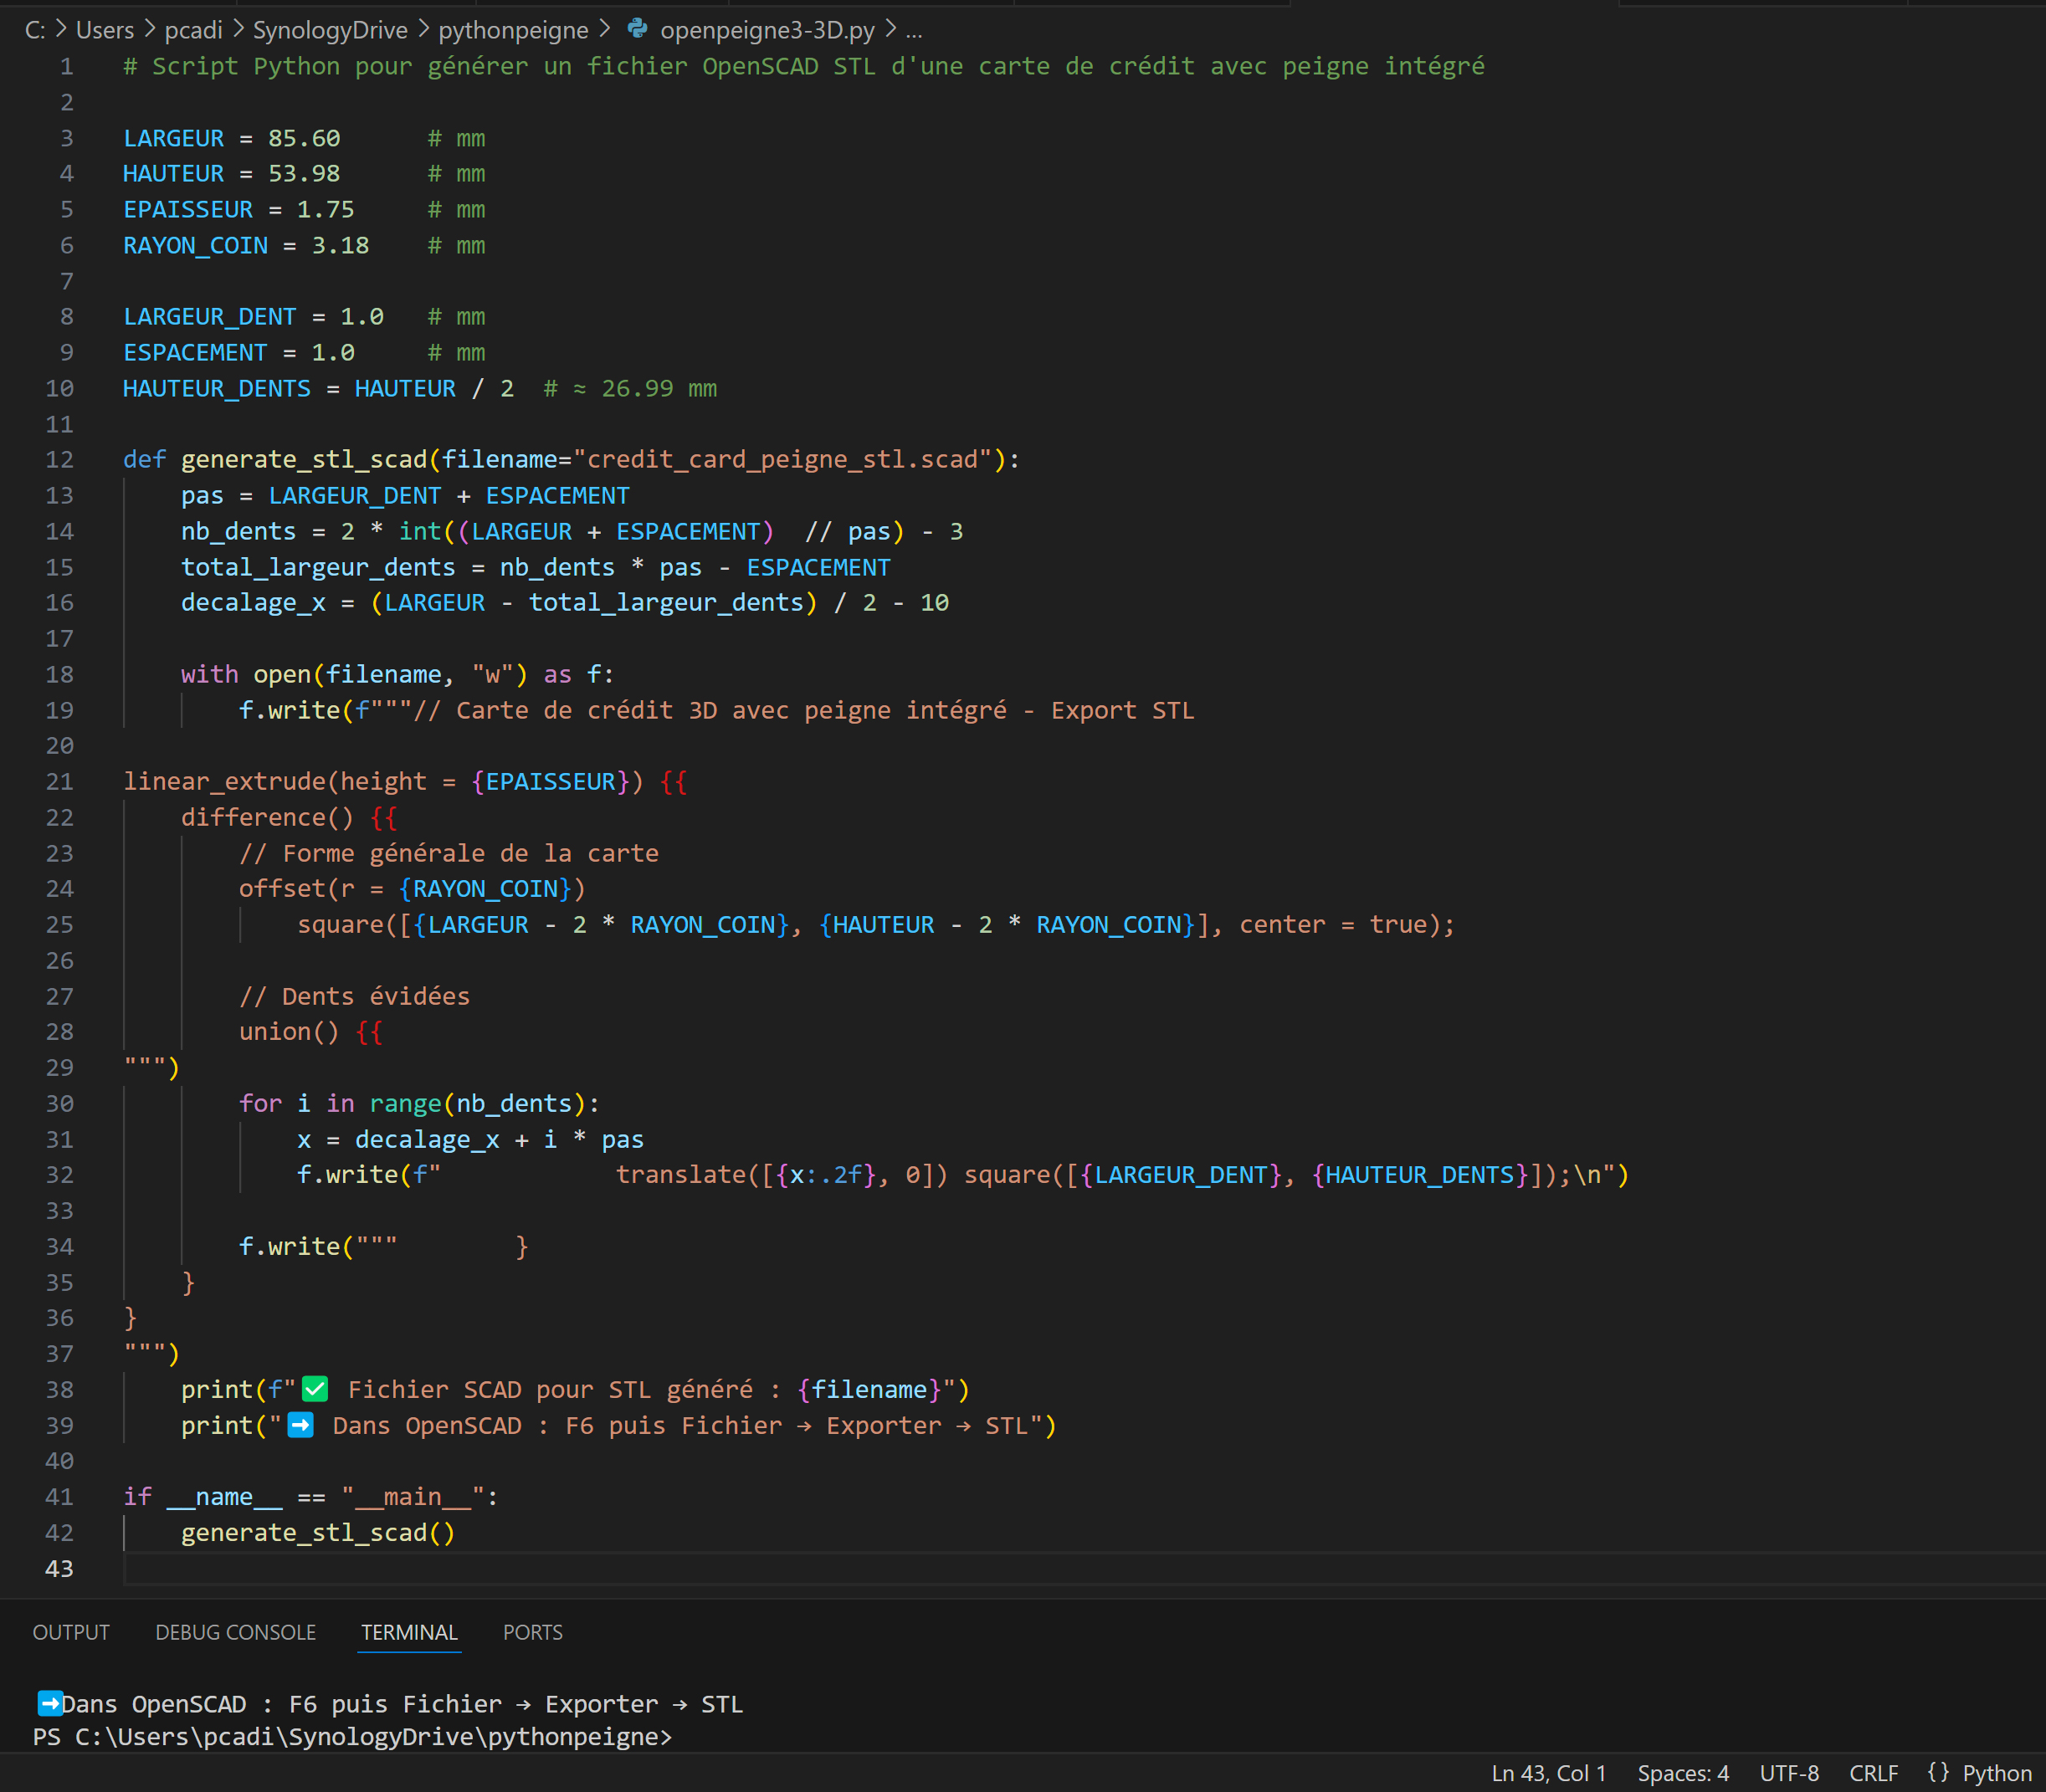 C: > Users > pcadi > SynologyDrive > pythonpeigne > openpeigne3-3D.py > ...
1 # Script Python pour générer un fichier OpenSCAD STL d'une carte de crédit avec peigne intégré
2
3 LARGEUR = 85.60      # mm
4 HAUTEUR = 53.98      # mm
5 EPAISSEUR = 1.75     # mm
6 RAYON_COIN = 3.18    # mm
7
8 LARGEUR_DENT = 1.0   # mm
9 ESPACEMENT = 1.0     # mm
10 HAUTEUR_DENTS = HAUTEUR / 2  # ≈ 26.99 mm
11
12 def generate_stl_scad(filename="credit_card_peigne_stl.scad"):
13     pas = LARGEUR_DENT + ESPACEMENT
14     nb_dents = 2 * int((LARGEUR + ESPACEMENT)  // pas) - 3
15     total_largeur_dents = nb_dents * pas - ESPACEMENT
16     decalage_x = (LARGEUR - total_largeur_dents) / 2 - 10
17
18     with open(filename, "w") as f:
19         f.write(f"""// Carte de crédit 3D avec peigne intégré - Export STL
20
21 linear_extrude(height = {EPAISSEUR}) {{
22     difference() {{
23         // Forme générale de la carte
24         offset(r = {RAYON_COIN})
25             square([{LARGEUR - 2 * RAYON_COIN}, {HAUTEUR - 2 * RAYON_COIN}], center = true);
26
27         // Dents évidées
28         union() {{
29 """)
30         for i in range(nb_dents):
31             x = decalage_x + i * pas
32             f.write(f"            translate([{x:.2f}, 0]) square([{LARGEUR_DENT}, {HAUTEUR_DENTS}]);\n")
33
34         f.write("""        }
35     }
36 }
37 """)
38     print(f"✅ Fichier SCAD pour STL généré : {filename}")
39     print("➡️ Dans OpenSCAD : F6 puis Fichier → Exporter → STL")
40
41 if __name__ == "__main__":
42     generate_stl_scad()
43
OUTPUT DEBUG CONSOLE TERMINAL PORTS
➡️Dans OpenSCAD : F6 puis Fichier → Exporter → STL
PS C:\Users\pcadi\SynologyDrive\pythonpeigne>
Ln 43, Col 1 Spaces: 4 UTF-8 CRLF {} Python